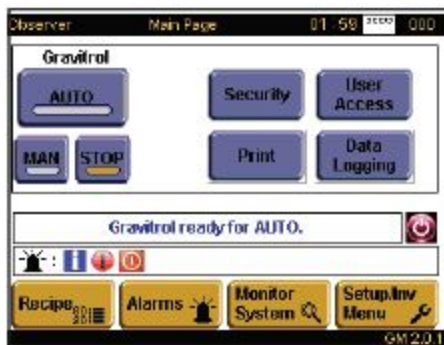 Observer Main Page 01:59 000
Gravitrol
AUTO
Security
User
Access
MAN STOP
Print
Data
Logging
Gravitrol ready for AUTO.
Recipe
Alarms
Monitor
System
Setup/Inv
Menu
GM 2.0.1